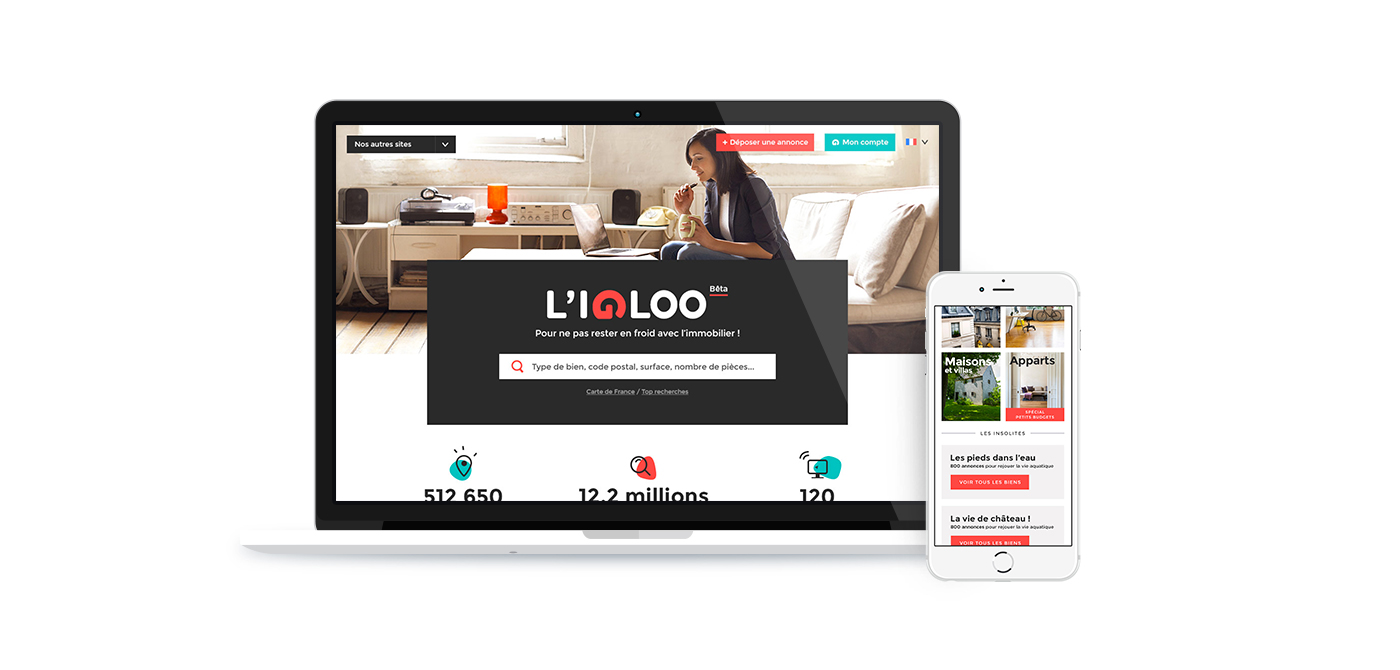 Nos autres sites
+ Déposer une annonce
Mon compte
L'IGLOO
Bêta
Pour ne pas rester en froid avec l'immobilier !
Type de bien, code postal, surface, nombre de pièces...
Carte de France / Top recherches
512 650
12,2 millions
120
Maisons
et villas
Apparts
SPÉCIAL
PETITS BUDGETS
LES INSOLITES
Les pieds dans l'eau
800 annonces pour rejouer la vie aquatique
VOIR TOUS LES BIENS
La vie de château !
800 annonces pour rejouer la vie aquatique
VOIR TOUS LES BIENS